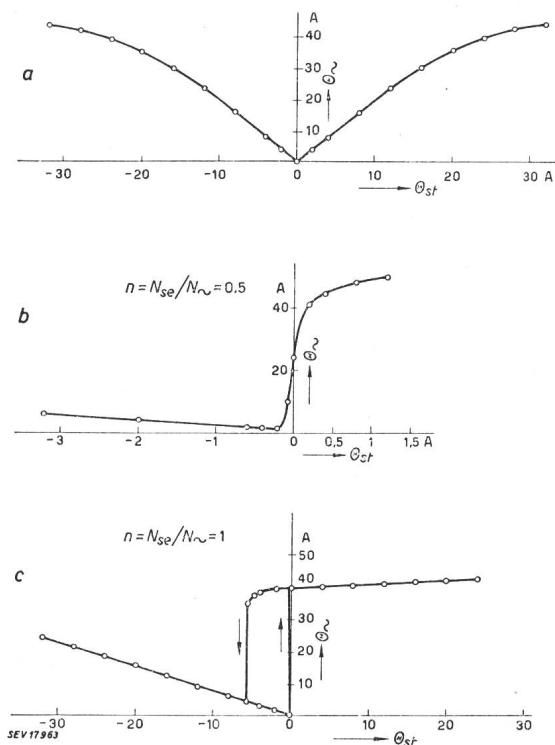 a
A
40
30
20
10
Θ~
-30 -20 -10 0 10 20 30 A
Θst
b
n = Nse/N~ = 0.5
A
40
20
Θ~
-3 -2 -1 0 0,5 1 1,5 A
Θst
c
n = Nse/N~ = 1
A
50
40
30
20
10
Θ~
-30 -20 -10 0 10 20 30
Θst
SEV17963